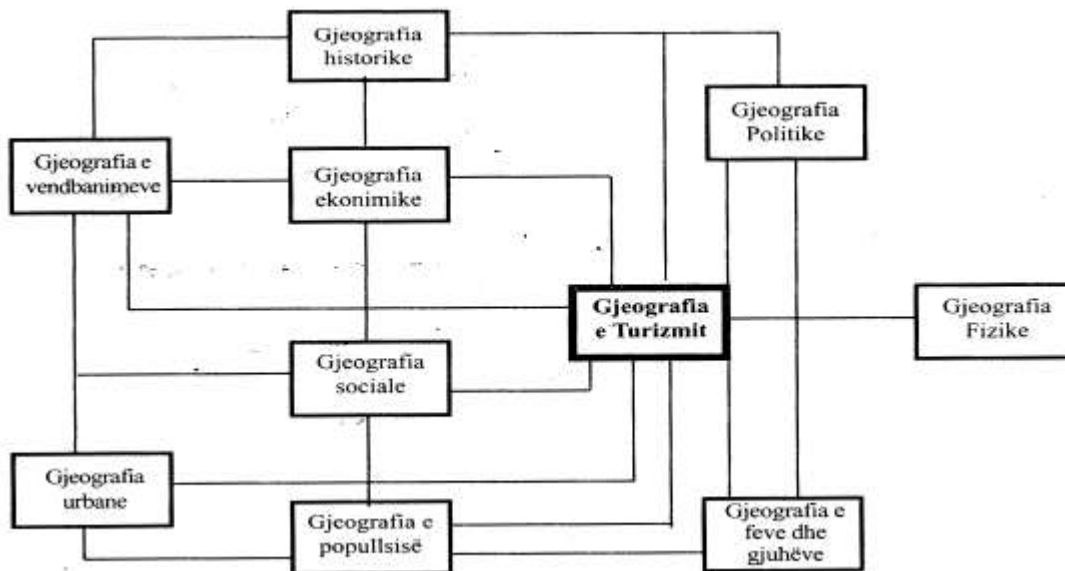 Gjeografia
historike
Gjeografia
Politike
Gjeografia e
vendbanimeve
Gjeografia
ekonimike
Gjeografia
e Turizmit
Gjeografia
Fizike
Gjeografia
sociale
Gjeografia
urbane
Gjeografia e
popullsisë
Gjeografia e
feve dhe
gjuhëve